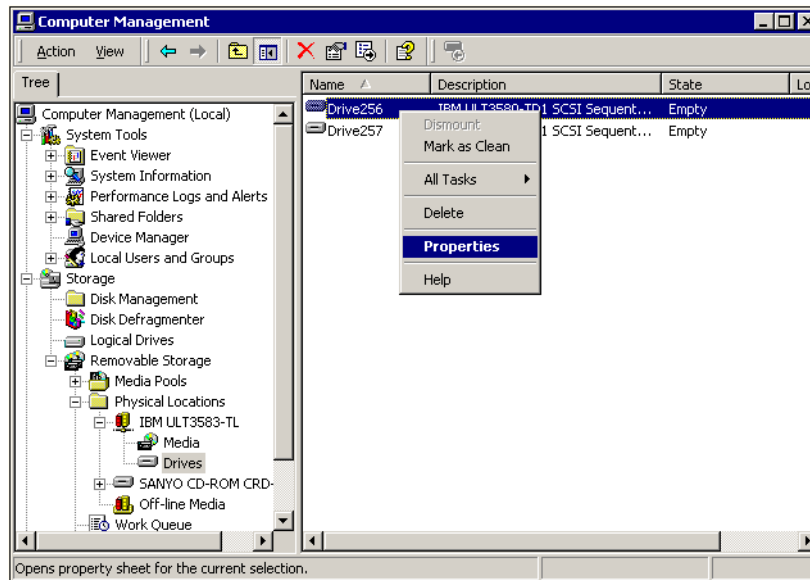 Computer Management
Action View
Tree
Name Description State Lo
Computer Management (Local)
System Tools
Event Viewer
System Information
Performance Logs and Alerts
Shared Folders
Device Manager
Local Users and Groups
Storage
Disk Management
Disk Defragmenter
Logical Drives
Removable Storage
Media Pools
Physical Locations
IBM ULT3583-TL
Media
Drives
SANYO CD-ROM CRD-
Off-line Media
Work Queue
Drive256 IBM ULT3580-TD1 SCSI Sequent... Empty
Drive257 1 SCSI Sequent... Empty
Dismount
Mark as Clean
All Tasks
Delete
Properties
Help
Opens property sheet for the current selection.